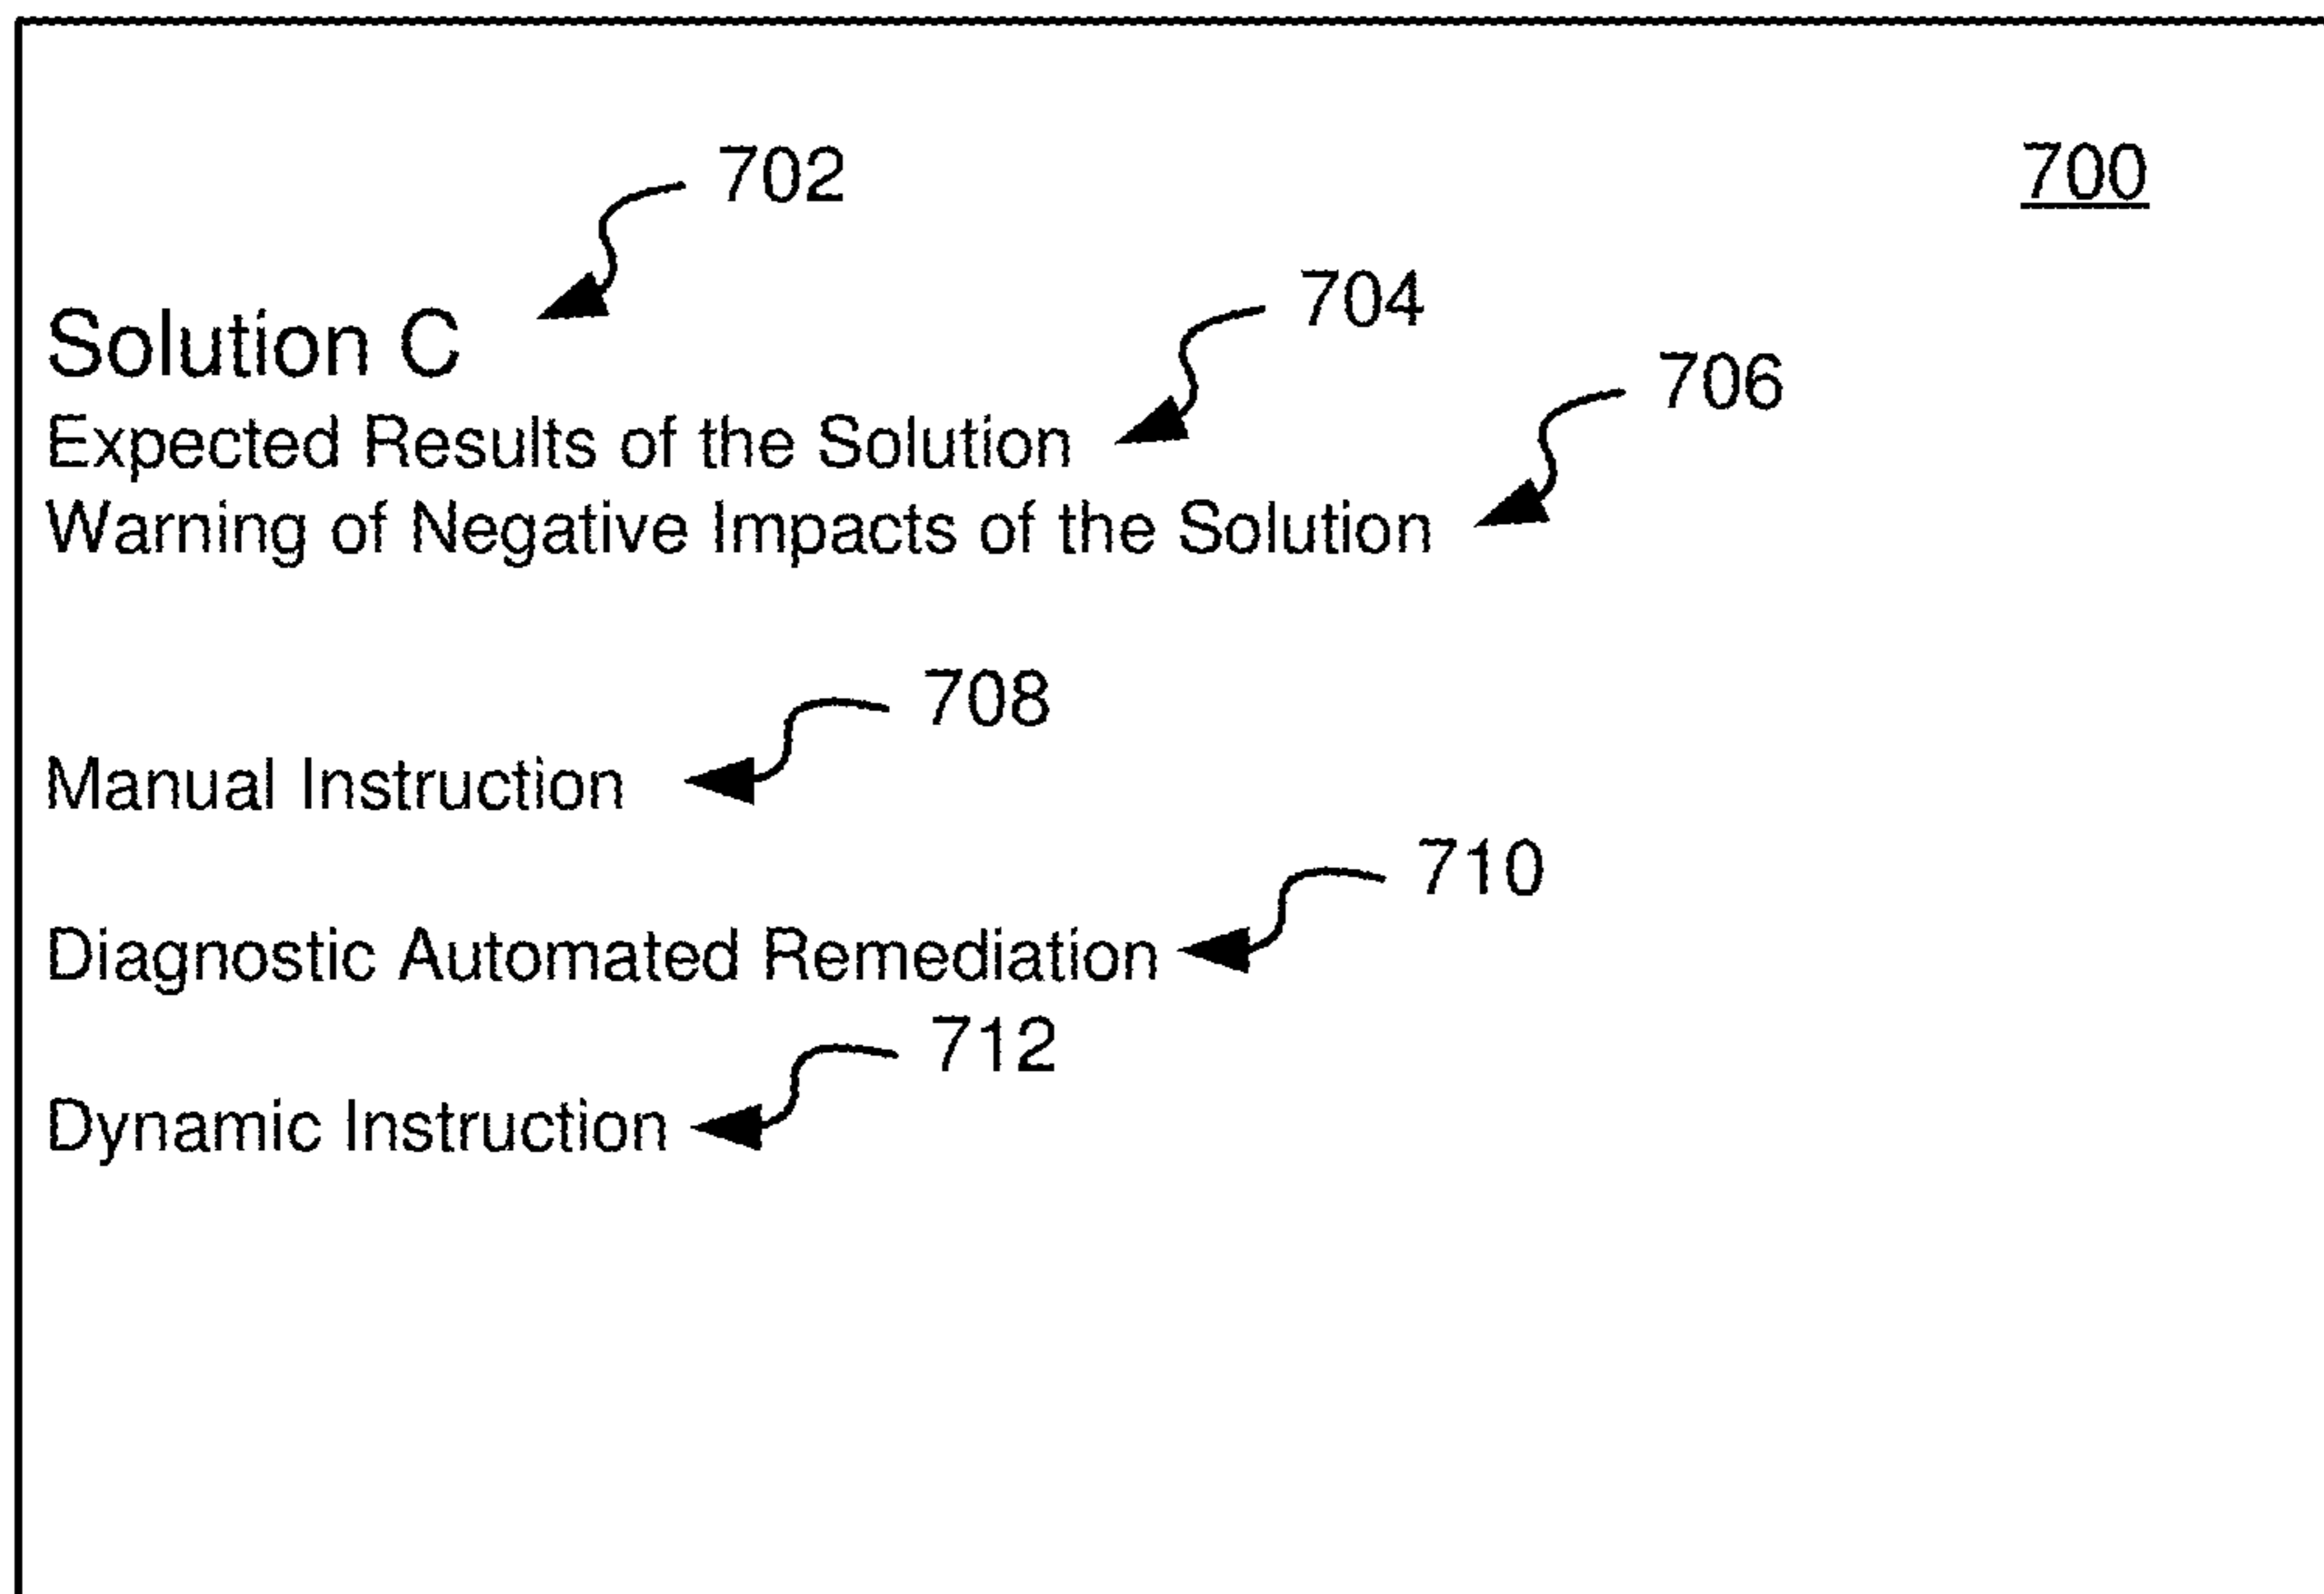 702
700
Solution C
704
Expected Results of the Solution
706
Warning of Negative Impacts of the Solution
708
Manual Instruction
710
Diagnostic Automated Remediation
712
Dynamic Instruction